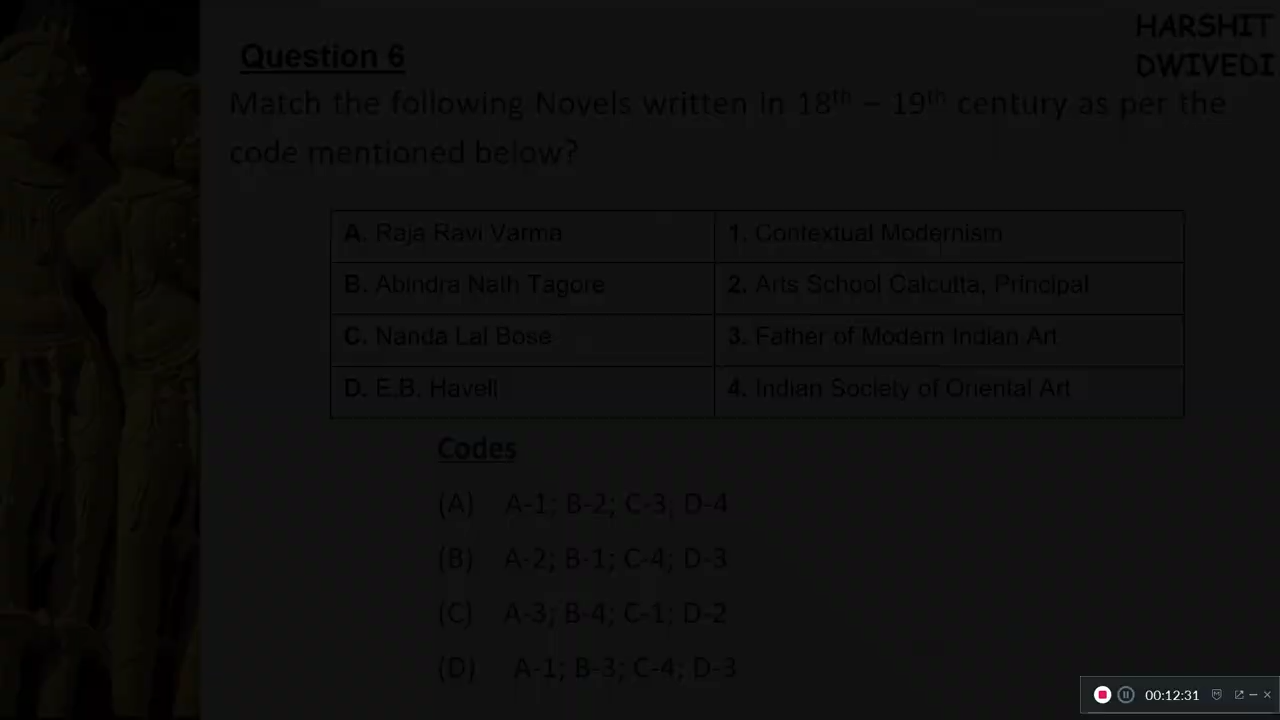 HARSHIT
DWIVEDI
Question 6
Match the following Novels written in 18th – 19th century as per the
code mentioned below?
A. Raja Ravi Varma 1. Contextual Modernism
B. Abindra Nath Tagore 2. Arts School Calcutta, Principal
C. Nanda Lal Bose 3. Father of Modern Indian Art
D. E.B. Havell 4. Indian Society of Oriental Art
Codes
(A) A-1; B-2; C-3; D-4
(B) A-2; B-1; C-4; D-3
(C) A-3; B-4; C-1; D-2
(D) A-1; B-3; C-4; D-3
00:12:31